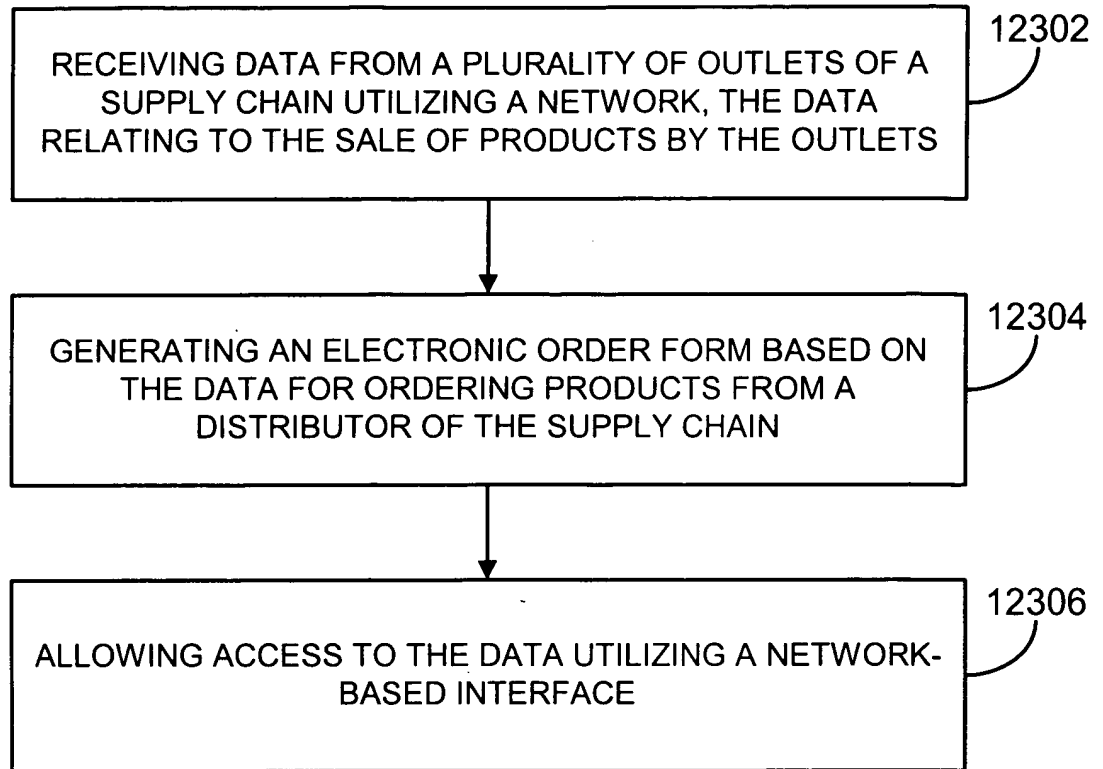 12302
RECEIVING DATA FROM A PLURALITY OF OUTLETS OF A
SUPPLY CHAIN UTILIZING A NETWORK, THE DATA
RELATING TO THE SALE OF PRODUCTS BY THE OUTLETS
12304
GENERATING AN ELECTRONIC ORDER FORM BASED ON
THE DATA FOR ORDERING PRODUCTS FROM A
DISTRIBUTOR OF THE SUPPLY CHAIN
12306
ALLOWING ACCESS TO THE DATA UTILIZING A NETWORK-
BASED INTERFACE